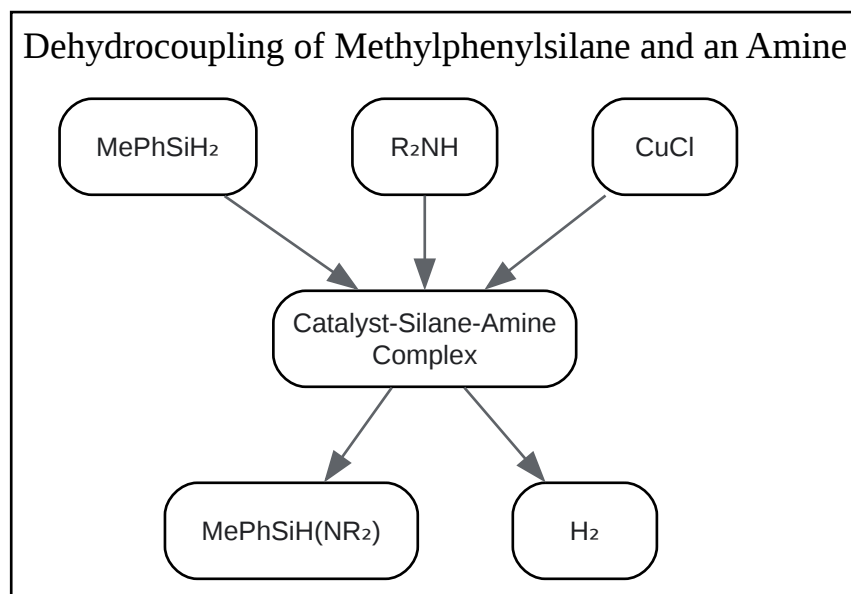 Dehydrocoupling of Methylphenylsilane and an Amine
MePhSiH₂
R₂NH
CuCl
Catalyst-Silane-Amine
Complex
MePhSiH(NR₂)
H₂